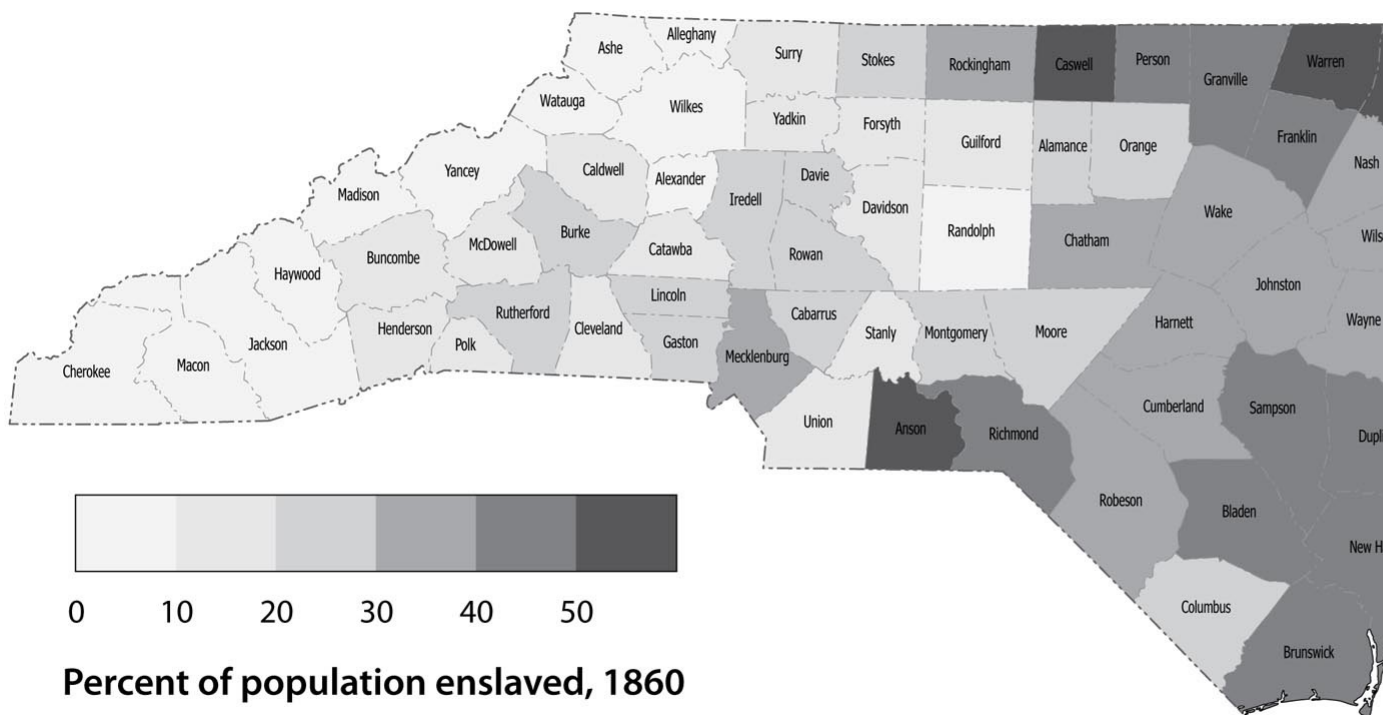 Ashe
Alleghany
Surry
Stokes
Rockingham
Caswell
Person
Granville
Warren
Watauga
Wilkes
Yadkin
Forsyth
Guilford
Alamance
Orange
Franklin
Nash
Madison
Yancey
Caldwell
Alexander
Iredell
Davie
Davidson
Randolph
Chatham
Wake
Wils
Haywood
Buncombe
McDowell
Burke
Catawba
Rowan
Johnston
Cherokee
Macon
Jackson
Henderson
Polk
Rutherford
Cleveland
Lincoln
Gaston
Mecklenburg
Cabarrus
Stanly
Montgomery
Moore
Harnett
Wayne
Union
Anson
Richmond
Cumberland
Sampson
Dupli
Robeson
Bladen
New H
Columbus
Brunswick
0 10 20 30 40 50
Percent of population enslaved, 1860